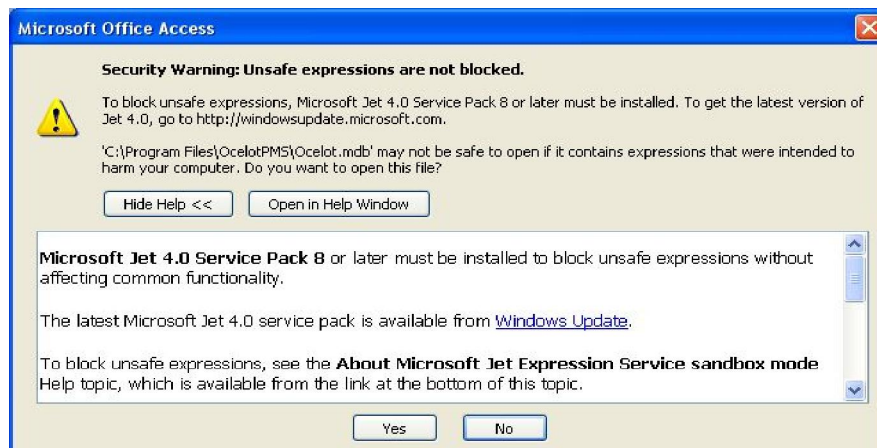 Microsoft Office Access
Security Warning: Unsafe expressions are not blocked.
To block unsafe expressions, Microsoft Jet 4.0 Service Pack 8 or later must be installed. To get the latest version of
Jet 4.0, go to http://windowsupdate.microsoft.com.
'C:\Program Files\OcelotPMS\Ocelot.mdb' may not be safe to open if it contains expressions that were intended to
harm your computer. Do you want to open this file?
Hide Help << Open in Help Window
Microsoft Jet 4.0 Service Pack 8 or later must be installed to block unsafe expressions without
affecting common functionality.
The latest Microsoft Jet 4.0 service pack is available from Windows Update.
To block unsafe expressions, see the About Microsoft Jet Expression Service sandbox mode
Help topic, which is available from the link at the bottom of this topic.
Yes No